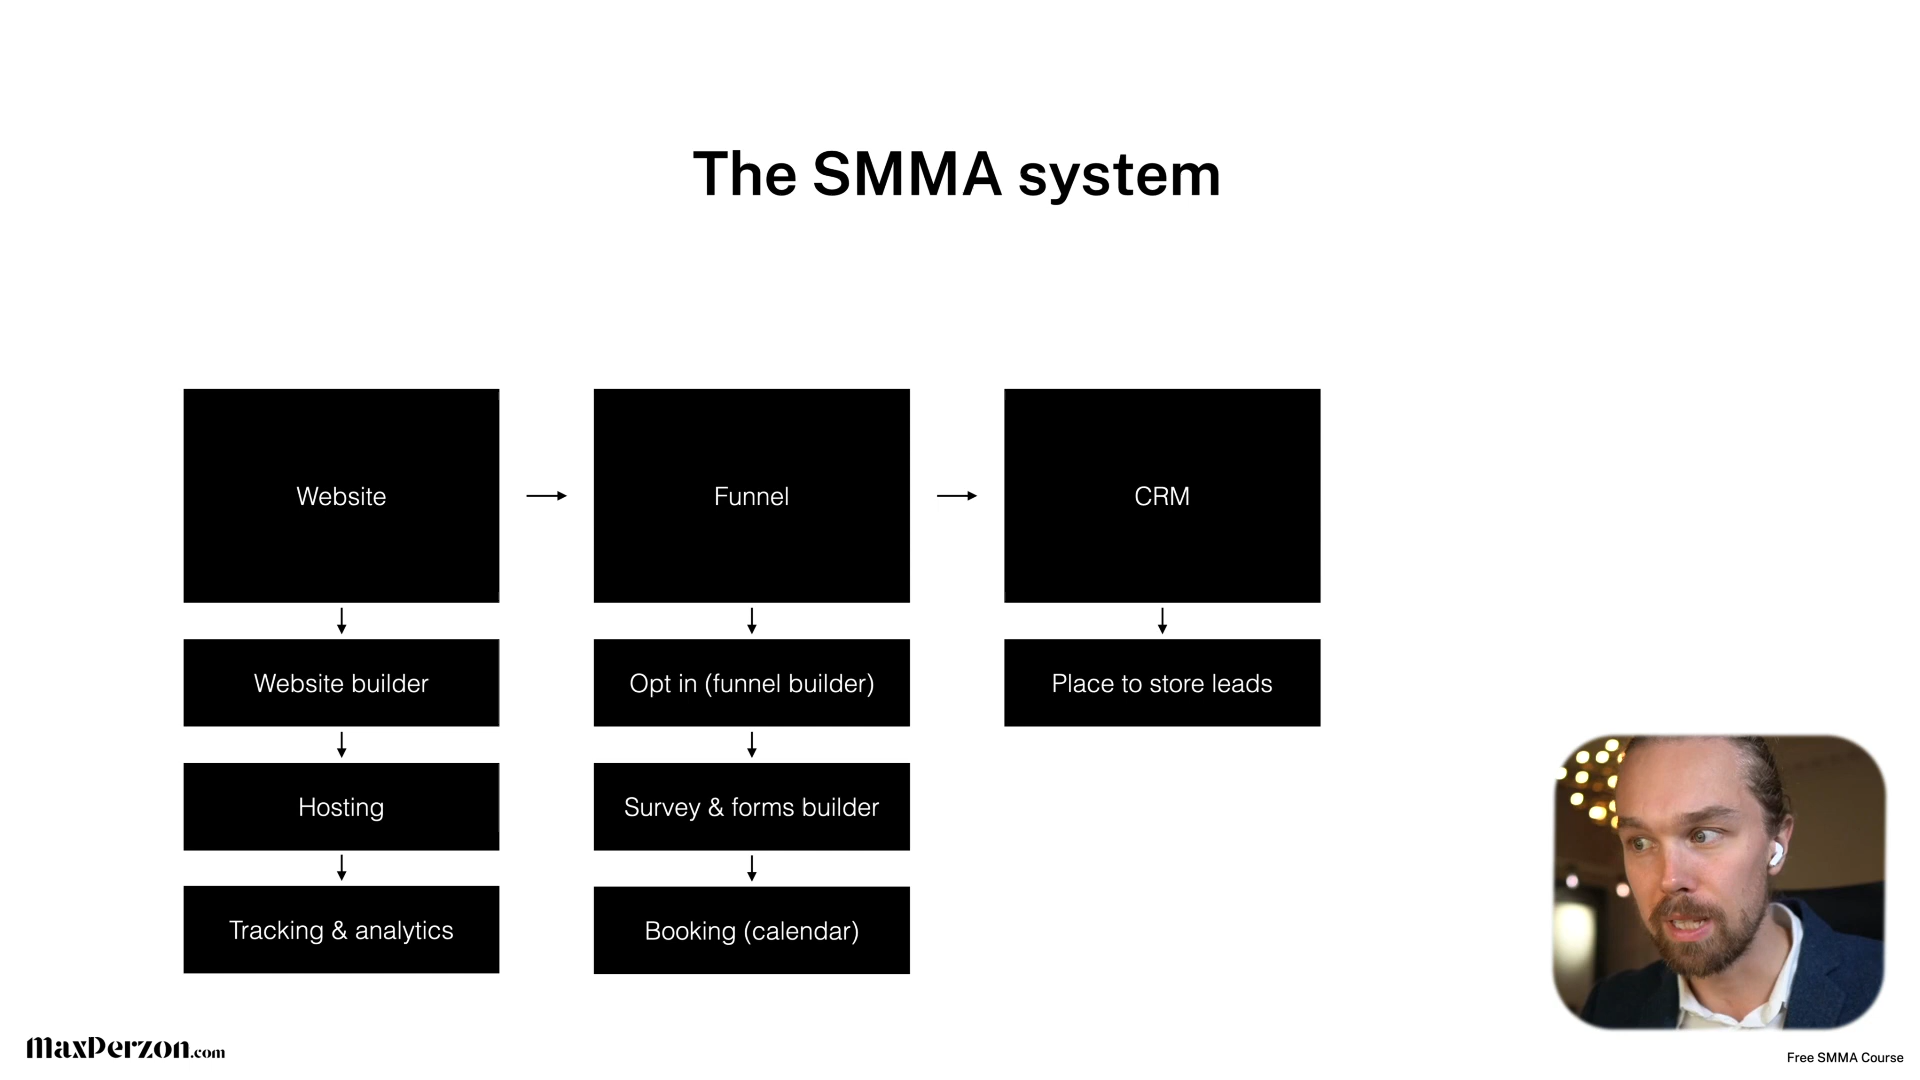 The SMMA system
Website
Funnel
CRM
Website builder
Opt in (funnel builder)
Place to store leads
Hosting
Survey & forms builder
Tracking & analytics
Booking (calendar)
MaxPerzon.com
Free SMMA Course